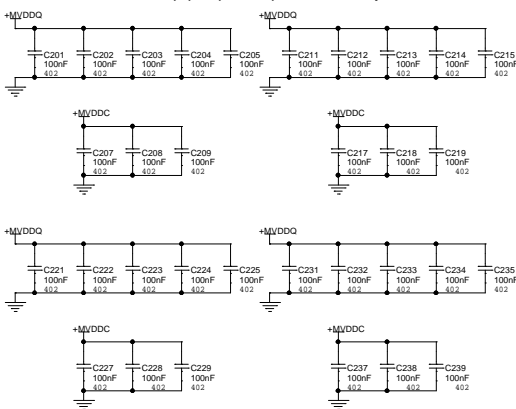 +MVDDQ
C201 100nF 402
C202 100nF 402
C203 100nF 402
C204 100nF 402
C205 100nF 402
+MVDDQ
C211 100nF 402
C212 100nF 402
C213 100nF 402
C214 100nF 402
C215 100nF 402
+MVDDC
C207 100nF 402
C208 100nF 402
C209 100nF 402
+MVDDC
C217 100nF 402
C218 100nF 402
C219 100nF 402
+MVDDQ
C221 100nF 402
C222 100nF 402
C223 100nF 402
C224 100nF 402
C225 100nF 402
+MVDDQ
C231 100nF 402
C232 100nF 402
C233 100nF 402
C234 100nF 402
C235 100nF 402
+MVDDC
C227 100nF 402
C228 100nF 402
C229 100nF 402
+MVDDC
C237 100nF 402
C238 100nF 402
C239 100nF 402